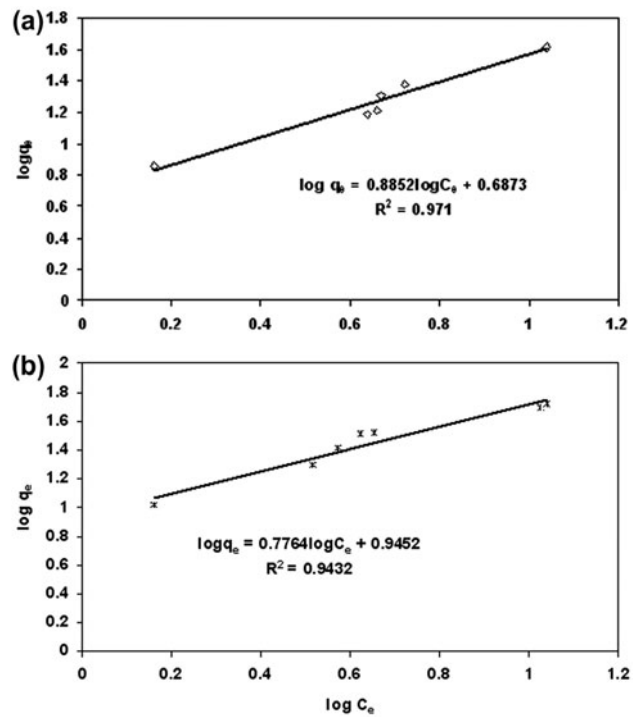 (a)
1.8
1.6
1.4
1.2
1
0.8
0.6
0.4
0.2
0
log qe
log qe = 0.8852logCe + 0.6873
R² = 0.971
0 0.2 0.4 0.6 0.8 1 1.2
(b)
2
1.8
1.6
1.4
1.2
1
0.8
0.6
0.4
0.2
0
log qe
logqe = 0.7764logCe + 0.9452
R² = 0.9432
0 0.2 0.4 0.6 0.8 1 1.2
log Ce